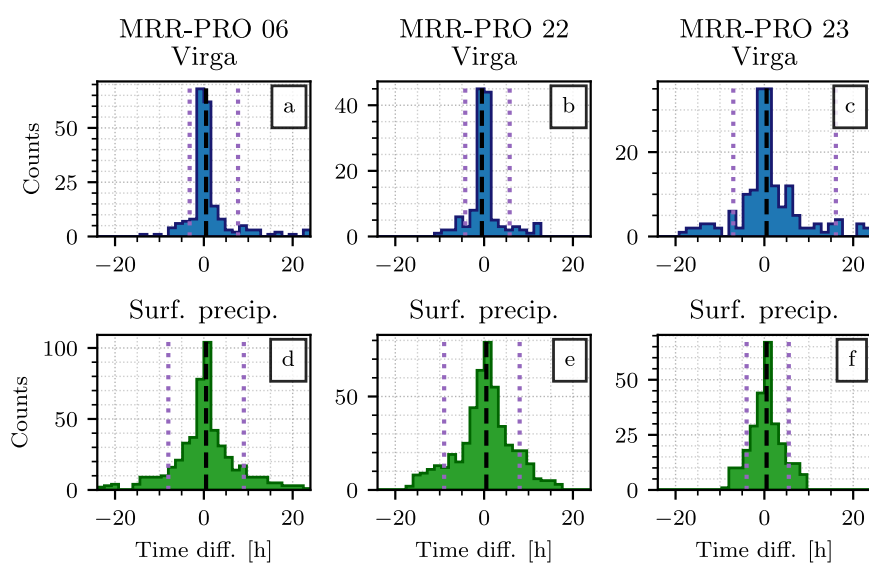 MRR-PRO 06 MRR-PRO 22 MRR-PRO 23
Virga Virga Virga
a b c
Counts
50
25
0
40
20
0
20
0
−20 0 20 −20 0 20 −20 0 20
Surf. precip. Surf. precip. Surf. precip.
d e f
Counts
100
50
0
50
0
50
25
0
−20 0 20 −20 0 20 −20 0 20
Time diff. [h] Time diff. [h] Time diff. [h]